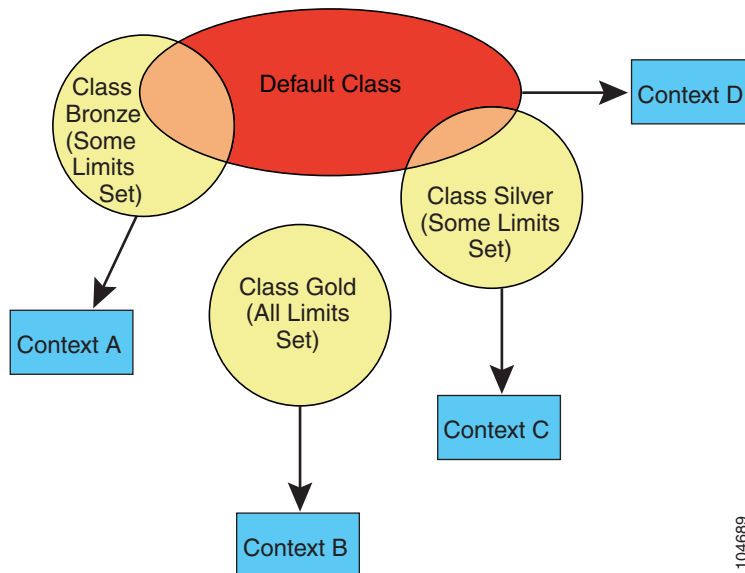 Class
Bronze
(Some
Limits
Set)
Default Class
Context D
Class Silver
(Some Limits
Set)
Class Gold
(All Limits
Set)
Context A
Context C
Context B
104689